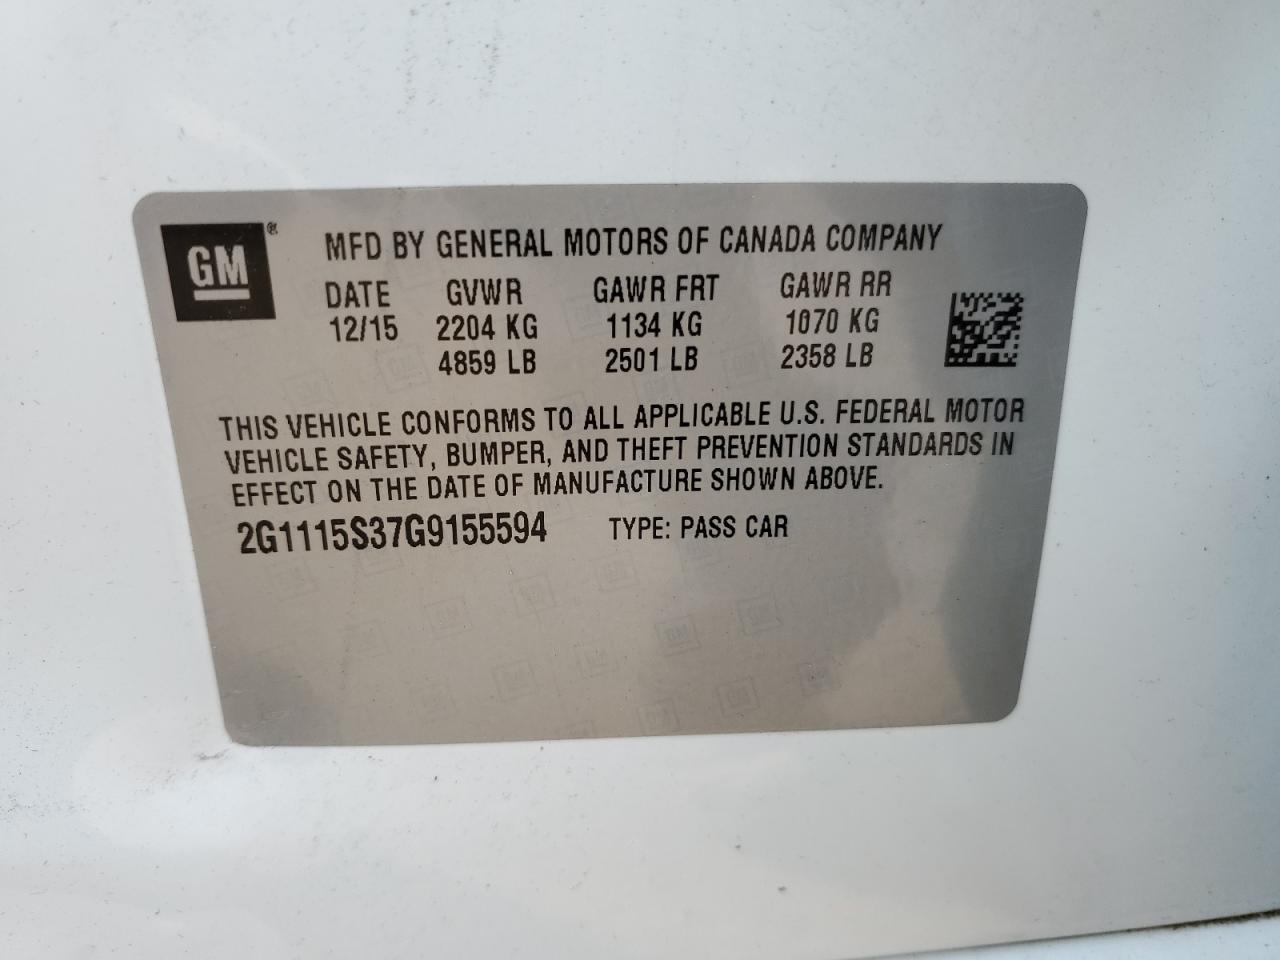 GM ®
MFD BY GENERAL MOTORS OF CANADA COMPANY
DATE GVWR GAWR FRT GAWR RR
12/15 2204 KG 1134 KG 1070 KG
4859 LB 2501 LB 2358 LB
THIS VEHICLE CONFORMS TO ALL APPLICABLE U.S. FEDERAL MOTOR
VEHICLE SAFETY, BUMPER, AND THEFT PREVENTION STANDARDS IN
EFFECT ON THE DATE OF MANUFACTURE SHOWN ABOVE.
2G1115S37G9155594 TYPE: PASS CAR